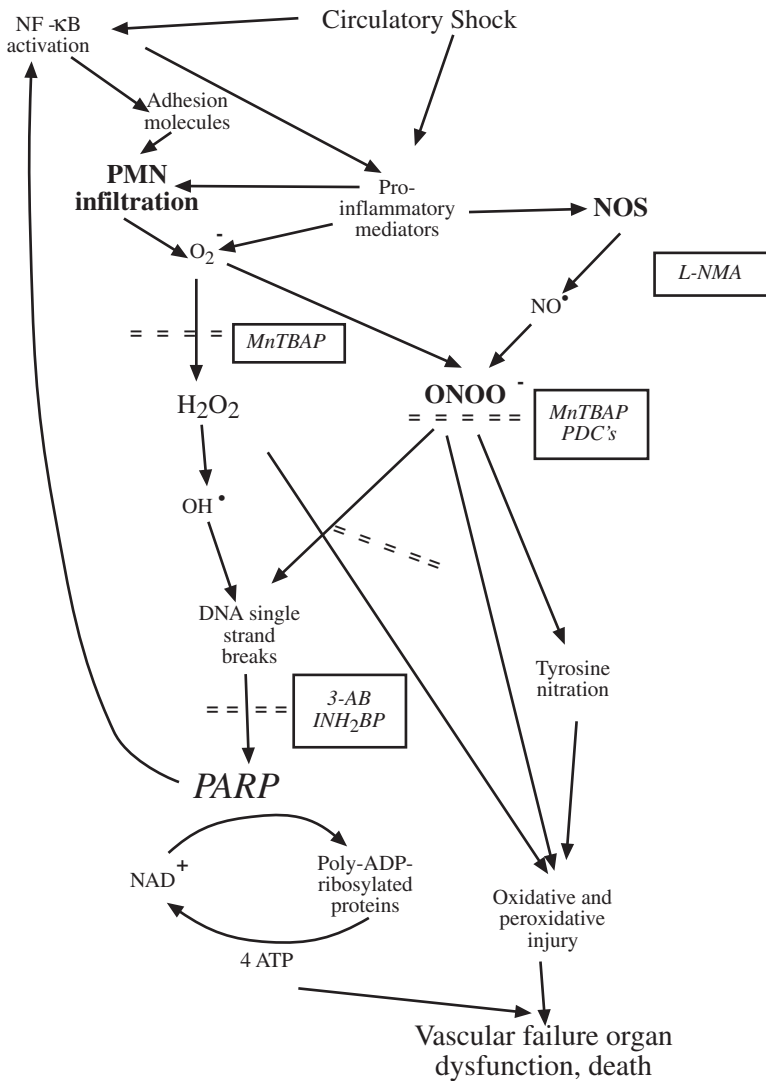 Circulatory Shock
NF -κB
activation
Adhesion
molecules
PMN
infiltration
Pro-
inflammatory
mediators
NOS
O2-
L-NMA
NO•
= = = =
MnTBAP
ONOO -
= = = = =
MnTBAP
PDC's
H2O2
OH •
= = = = =
DNA single
strand
breaks
Tyrosine
nitration
= = = =
3-AB
INH2BP
PARP
NAD+
Poly-ADP-
ribosylated
proteins
Oxidative and
peroxidative
injury
4 ATP
Vascular failure organ
dysfunction, death